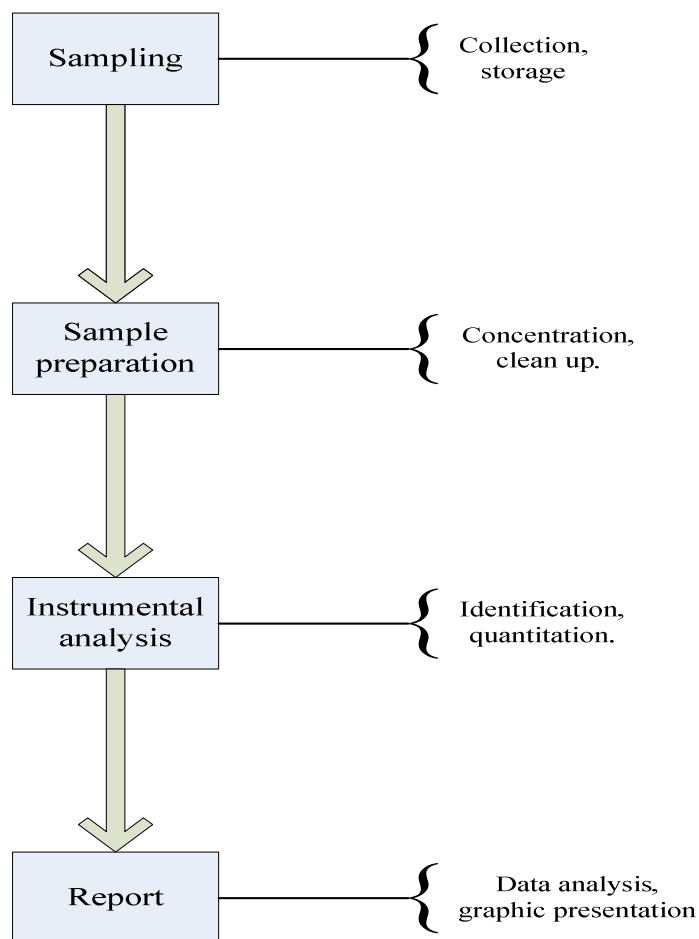 Sampling
Collection,
storage
Sample
preparation
Concentration,
clean up.
Instrumental
analysis
Identification,
quantitation.
Report
Data analysis,
graphic presentation